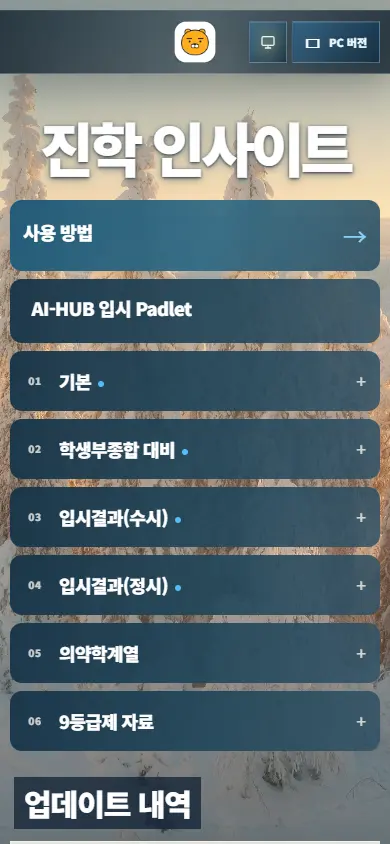 PC 버전
진학 인사이트
사용 방법 →
AI-HUB 입시 Padlet
01 기본 +
02 학생부종합 대비 +
03 입시결과(수시) +
04 입시결과(정시) +
05 의약학계열 +
06 9등급제 자료 +
업데이트 내역